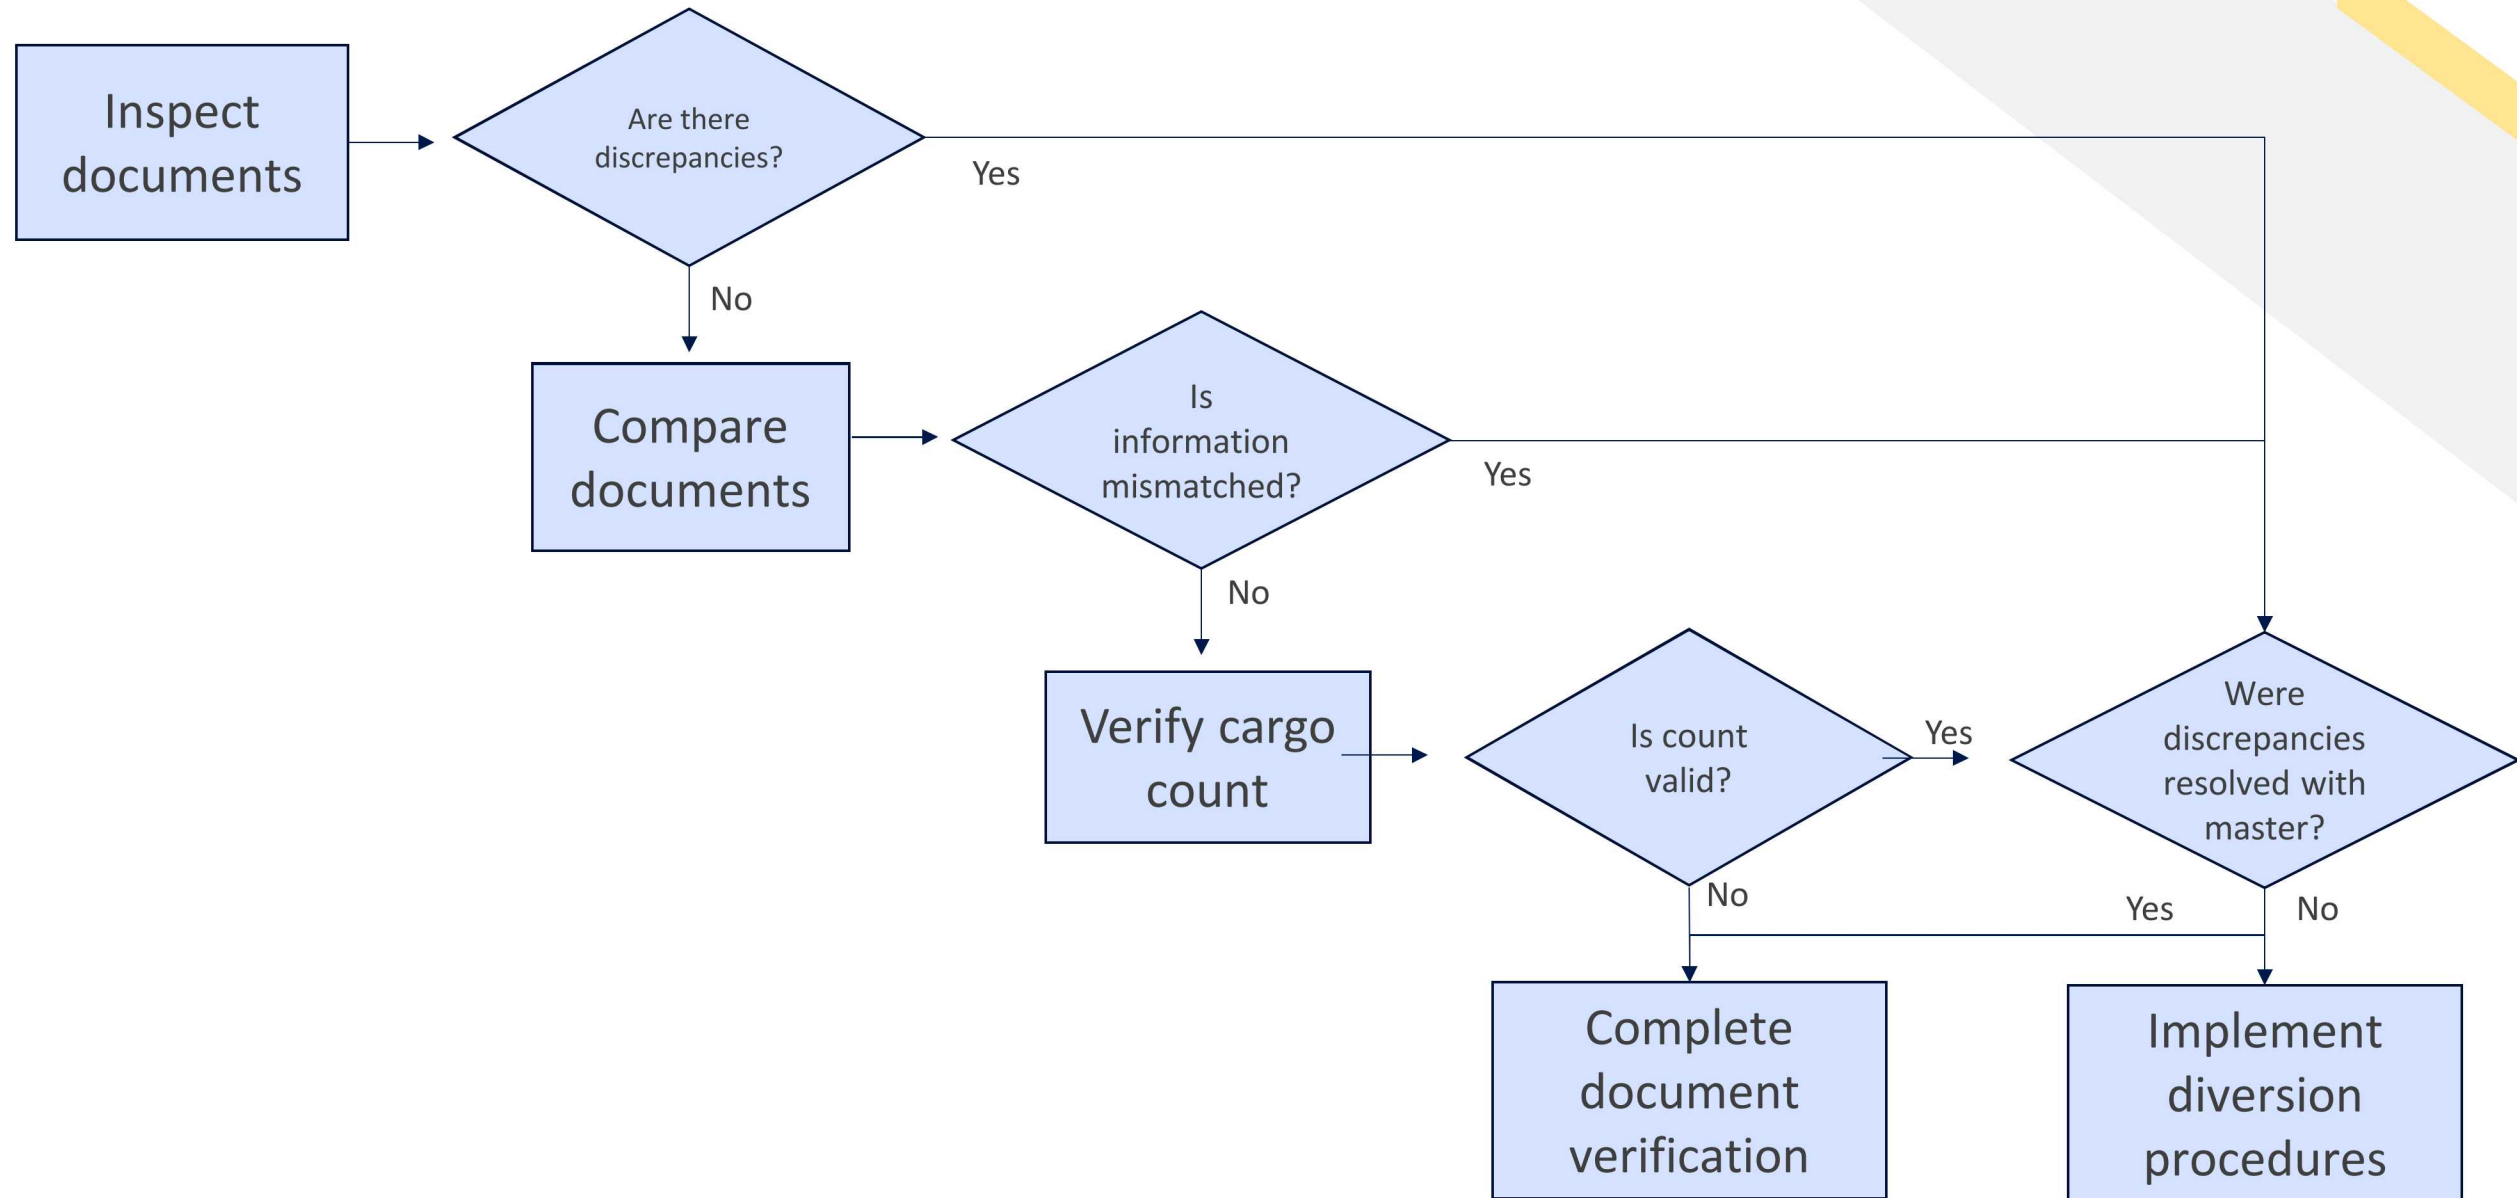 Inspect
documents
Are there
discrepancies?
Yes
No
Compare
documents
Is
information
mismatched?
Yes
No
Verify cargo
count
Is count
valid?
Yes
Were
discrepancies
resolved with
master?
No
Yes
No
Complete
document
verification
Implement
diversion
procedures